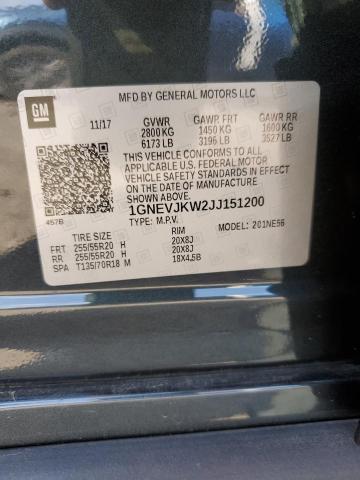 GM
MFD BY GENERAL MOTORS LLC
11/17
GVWR GAWR FRT GAWR RR
2800 KG 1450 KG 1600 KG
6173 LB 3196 LB 3527 LB
THIS VEHICLE CONFORMS TO ALL
APPLICABLE U.S. FEDERAL MOTOR
VEHICLE SAFETY STANDARDS IN EFFECT
ON THE DATE OF MANUFACTURE SHOWN ABOVE.
457B
1GNEVJKW2JJ151200
TYPE: M.P.V. MODEL: 201NE56
TIRE SIZE RIM
FRT 255/55R20 H 20X8J
RR 255/55R20 H 20X8J
SPA T135/70R18 M 18X4.5B